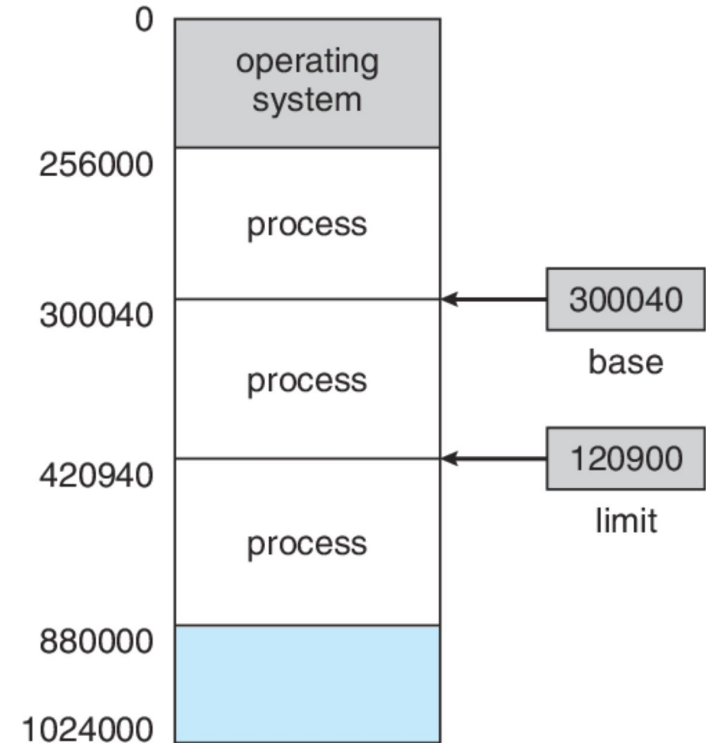 0
operating
system
256000
process
300040
300040
base
process
420940
120900
limit
process
880000
1024000